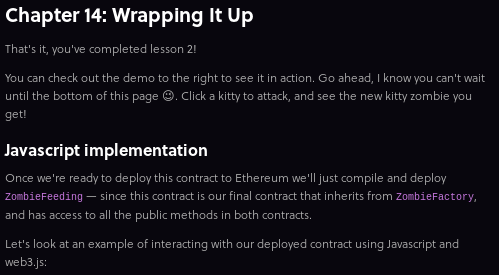 Chapter 14: Wrapping It Up
That's it, you've completed lesson 2!
You can check out the demo to the right to see it in action. Go ahead, I know you can't wait
until the bottom of this page 😉. Click a kitty to attack, and see the new kitty zombie you
get!
Javascript implementation
Once we're ready to deploy this contract to Ethereum we'll just compile and deploy
ZombieFeeding — since this contract is our final contract that inherits from ZombieFactory,
and has access to all the public methods in both contracts.
Let's look at an example of interacting with our deployed contract using Javascript and
web3.js: